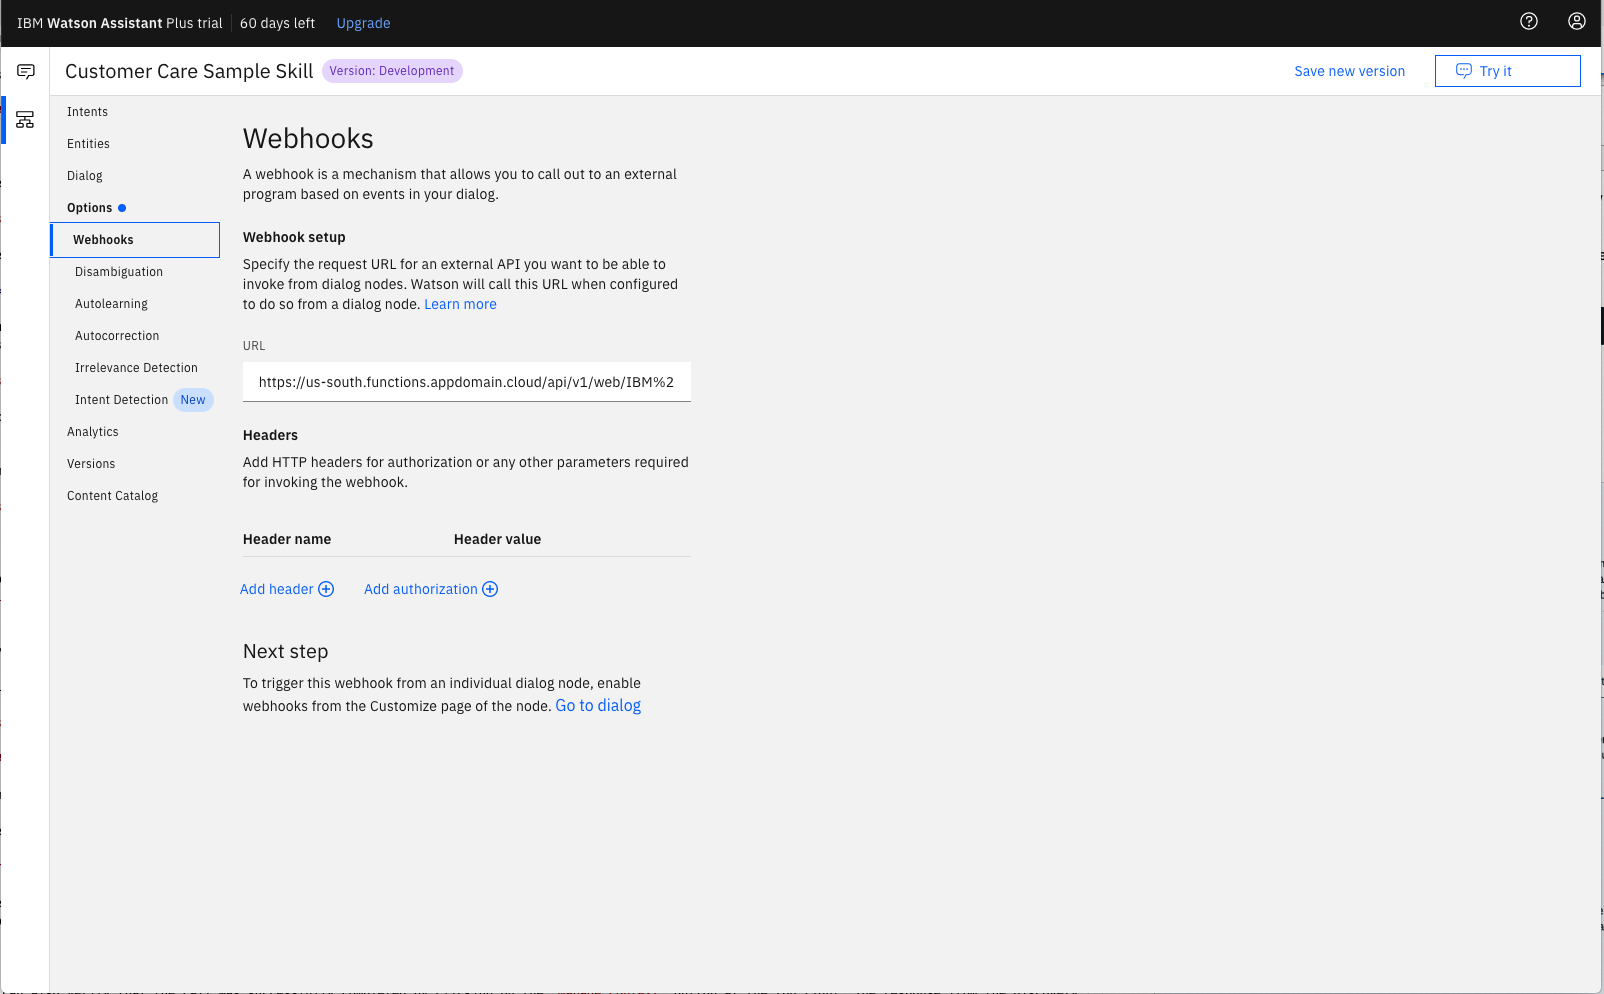 IBM Watson Assistant Plus trial 60 days left Upgrade
Customer Care Sample Skill Version: Development Save new version Try it
Intents
Entities
Dialog
Options
Webhooks
Disambiguation
Autolearning
Autocorrection
Irrelevance Detection
Intent Detection New
Analytics
Versions
Content Catalog
Webhooks
A webhook is a mechanism that allows you to call out to an external
program based on events in your dialog.
Webhook setup
Specify the request URL for an external API you want to be able to
invoke from dialog nodes. Watson will call this URL when configured
to do so from a dialog node. Learn more
URL
https://us-south.functions.appdomain.cloud/api/v1/web/IBM%2
Headers
Add HTTP headers for authorization or any other parameters required
for invoking the webhook.
Header name Header value
Add header Add authorization
Next step
To trigger this webhook from an individual dialog node, enable
webhooks from the Customize page of the node. Go to dialog